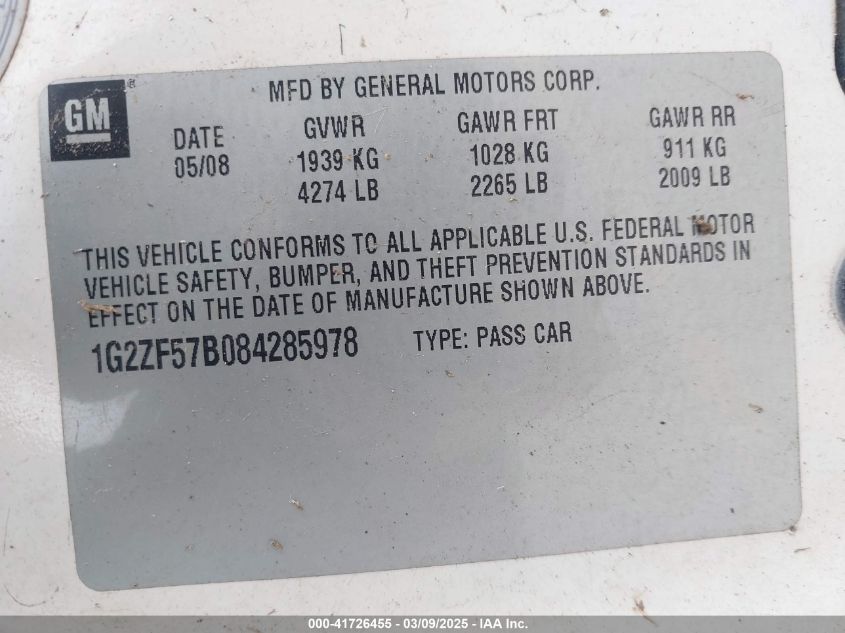 GM
MFD BY GENERAL MOTORS CORP.
DATE GVWR GAWR FRT GAWR RR
05/08 1939 KG 1028 KG 911 KG
4274 LB 2265 LB 2009 LB
THIS VEHICLE CONFORMS TO ALL APPLICABLE U.S. FEDERAL MOTOR
VEHICLE SAFETY, BUMPER, AND THEFT PREVENTION STANDARDS IN
EFFECT ON THE DATE OF MANUFACTURE SHOWN ABOVE.
1G2ZF57B084285978 TYPE: PASS CAR
000-41726455 — 03/09/2025 — IAA Inc.